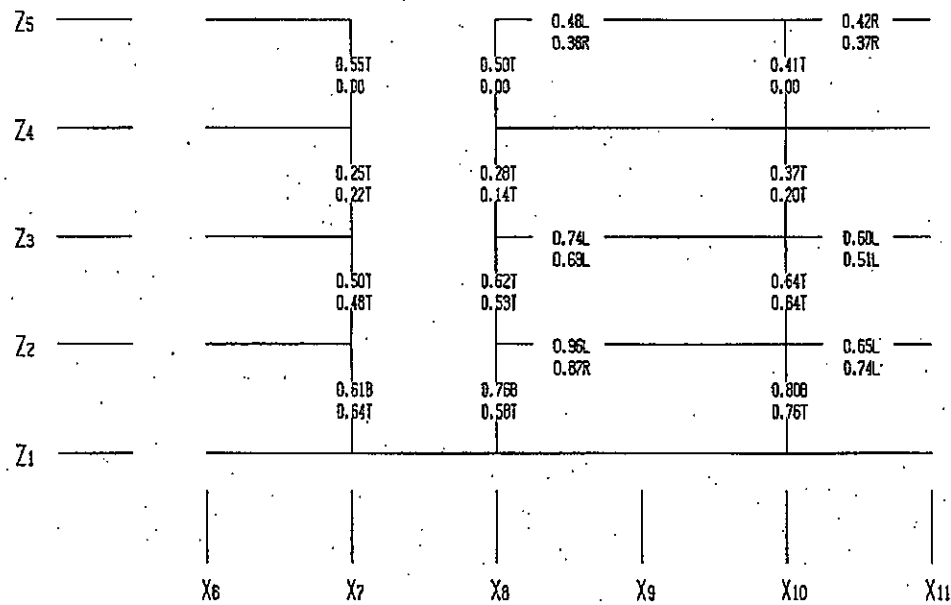 Z5 0.48L 0.42R
0.38R 0.37R
0.55T 0.50T 0.41T
0.00 0.00 0.00
Z4
0.25T 0.28T 0.37T
0.22T 0.14T 0.20T
Z3 0.74L 0.60L
0.63L 0.51L
0.50T 0.62T 0.64T
0.48T 0.53T 0.64T
Z2 0.96L 0.65L
0.87R 0.74L
0.61B 0.76B 0.80B
0.64T 0.58T 0.76T
Z1
X6 X7 X8 X9 X10 X11